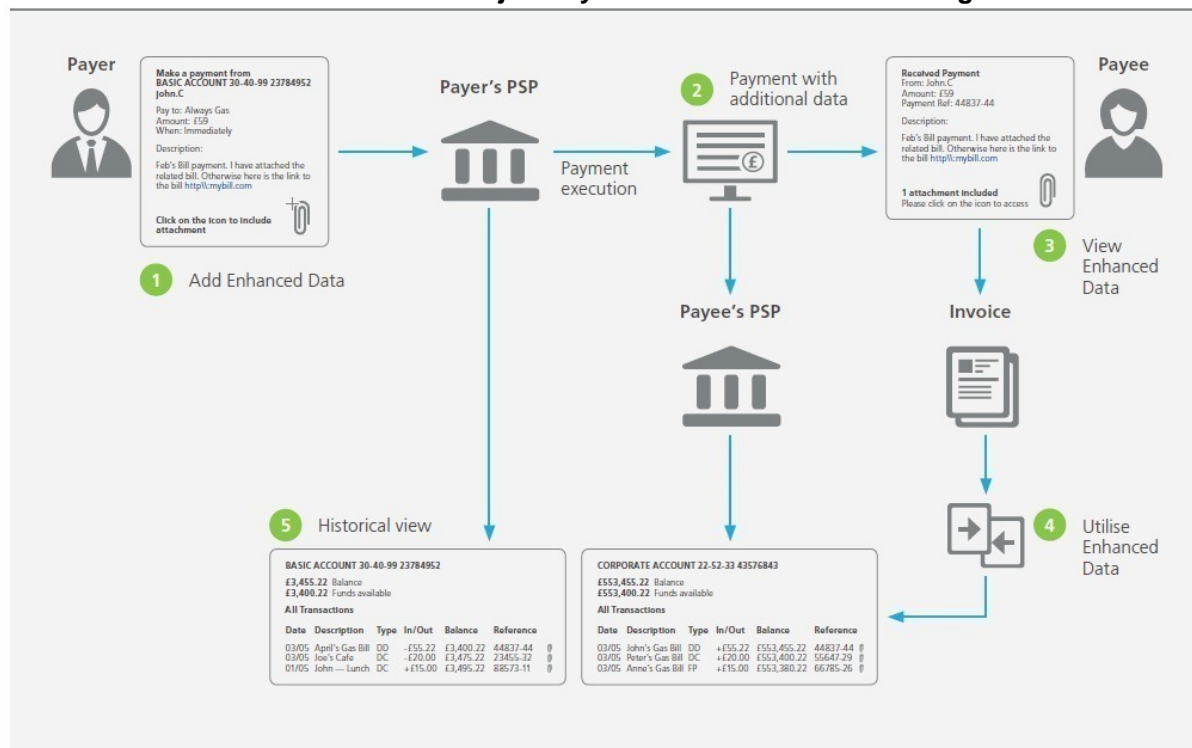 Payer
Make a payment from
BASIC ACCOUNT 30-40-99 23784952
John.C
Pay to: Always Gas
Amount: £59
When: Immediately
Description:
Feb's Bill payment. I have attached the
related bill. Otherwise here is the link to
the bill http\\:mybill.com
Click on the icon to include
attachment
1 Add Enhanced Data
Payer's PSP
Payment
execution
2 Payment with
additional data
£
Received Payment
From: John.C
Amount: £59
Payment Ref: 44837-44
Description:
Feb's Bill payment. I have attached the
related bill. Otherwise here is the link to
the bill http\\:mybill.com
1 attachment included
Please click on the icon to access
Payee
3 View
Enhanced
Data
Payee's PSP
Invoice
4 Utilise
Enhanced
Data
5 Historical view
BASIC ACCOUNT 30-40-99 23784952
£3,455.22 Balance
£3,400.22 Funds available
All Transactions
Date Description Type In/Out Balance Reference
03/05 April's Gas Bill DD -£55.22 £3,400.22 44837-44
03/05 Joe's Cafe DC -£20.00 £3,475.22 23455-32
01/05 John — Lunch DC +£15.00 £3,495.22 88573-11
CORPORATE ACCOUNT 22-52-33 43576843
£553,455.22 Balance
£553,400.22 Funds available
All Transactions
Date Description Type In/Out Balance Reference
03/05 John's Gas Bill DD +£55.22 £553,455.22 44837-44
03/05 Peter's Gas Bill DC +£20.00 £553,400.22 55647-29
03/05 Anne's Gas Bill FP +£15.00 £553,380.22 66785-26